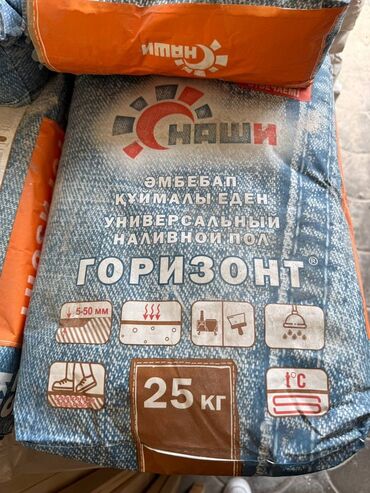 НАШИ
НАШИ
ӘМБЕБАП
ҚҰЙМАЛЫ ЕДЕН
УНИВЕРСАЛЬНЫЙ
НАЛИВНОЙ ПОЛ
ГОРИЗОНТ®
5-50 ММ
25 КГ
t°C